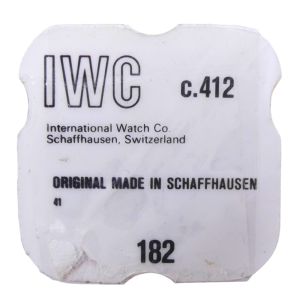 IWC c.412
International Watch Co.
Schaffhausen, Switzerland
ORIGINAL MADE IN SCHAFFHAUSEN
41
182